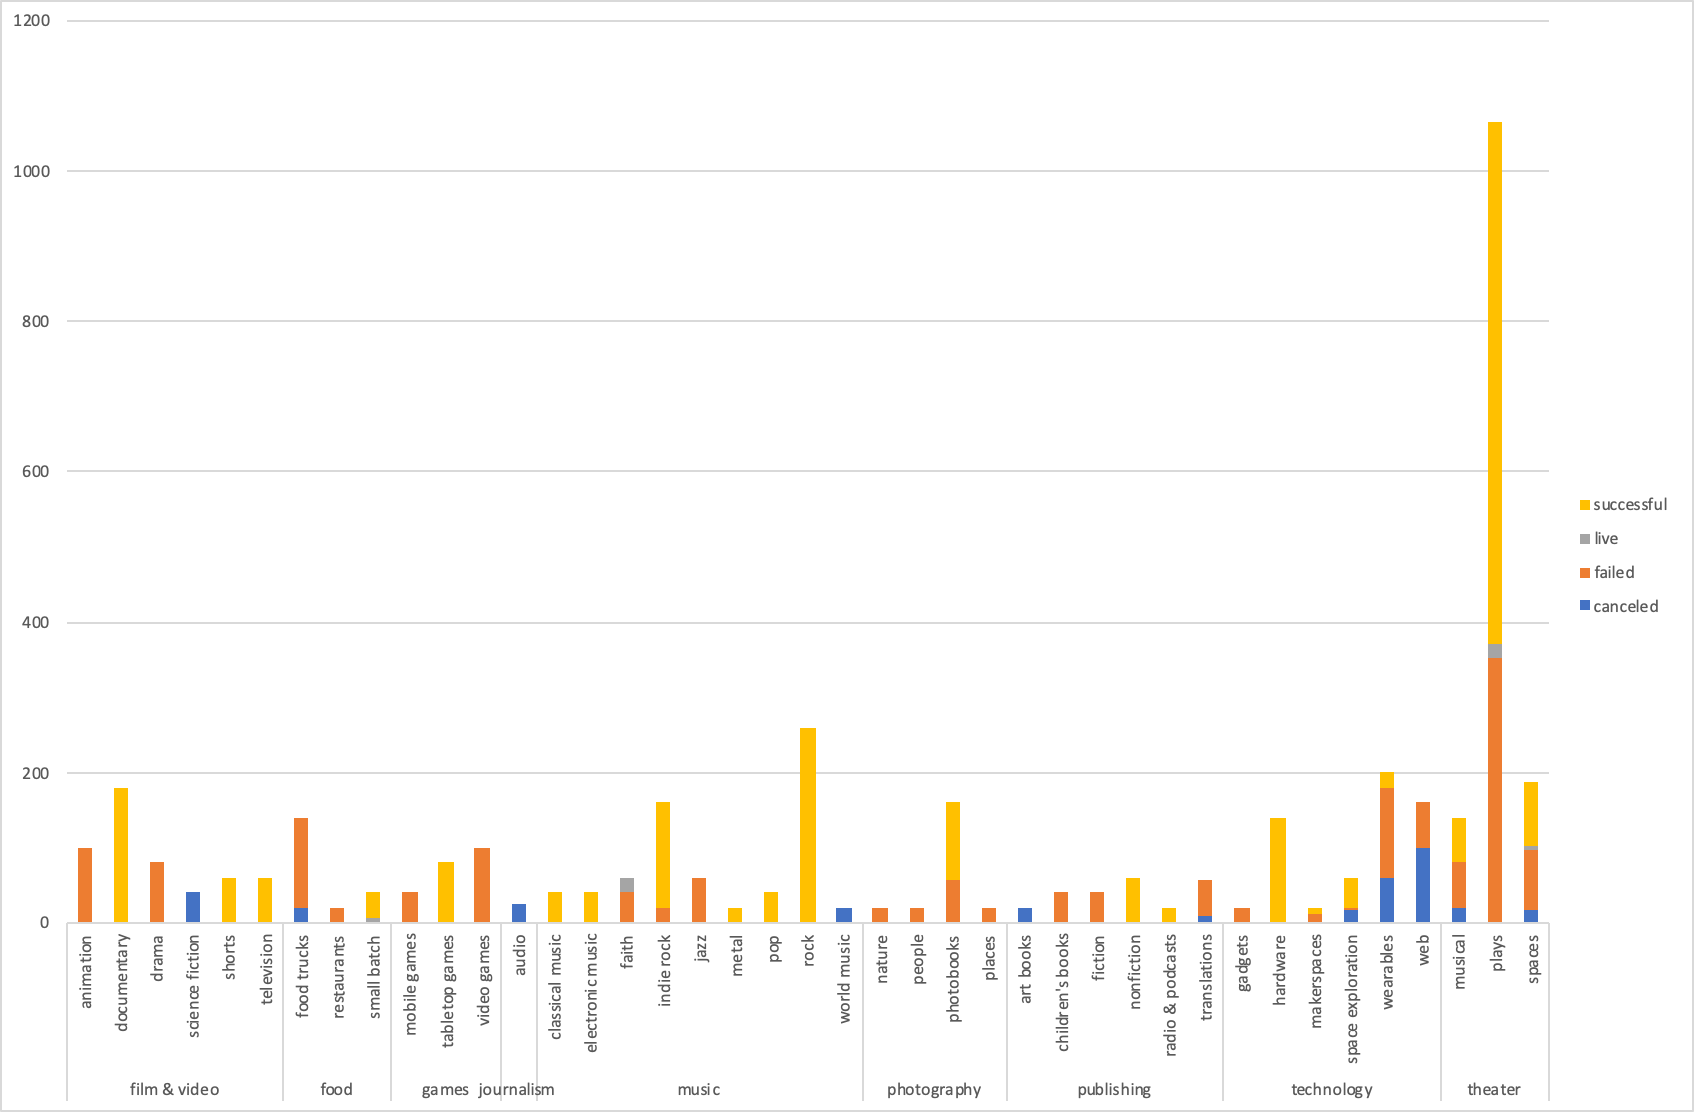 1200
1000
800
600
400
200
0
successful
live
failed
canceled
animation
documentary
drama
science fiction
shorts
television
food trucks
restaurants
small batch
mobile games
tabletop games
video games
audio
classical music
electronic music
faith
indie rock
jazz
metal
pop
rock
world music
nature
people
photobooks
places
art books
children's books
fiction
nonfiction
radio & podcasts
translations
gadgets
hardware
makerspaces
space exploration
wearables
web
musical
plays
spaces
film & video
food
games
journalism
music
photography
publishing
technology
theater